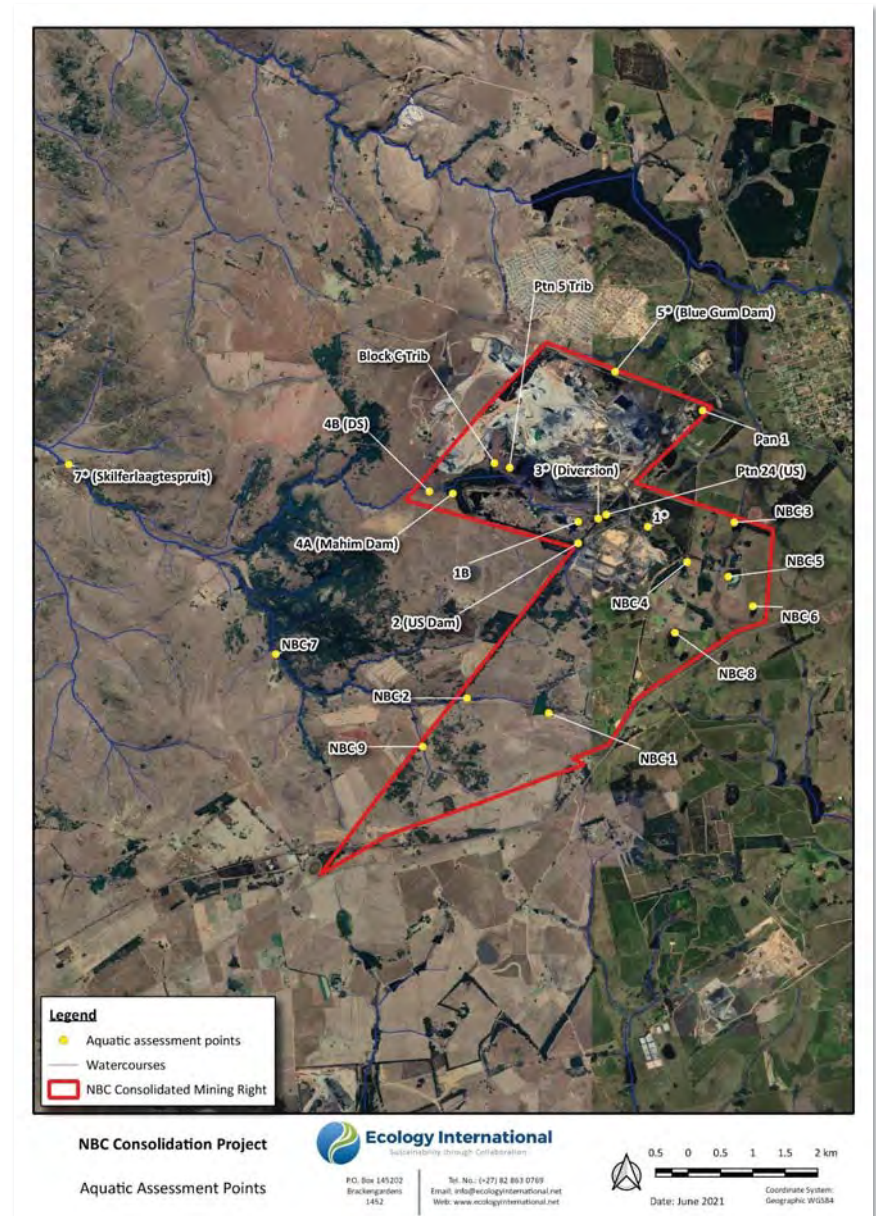 Ptn 5 Trib
5* (Blue Gum Dam)
Block C Trib
4B (DS)
Pan 1
3* (Diversion)
Ptn 24 (US)
7* (Skilferlaagtespruit)
1*
NBC 3
4A (Mahim Dam)
1B
NBC 5
NBC 4
2 (US Dam)
NBC 6
NBC 7
NBC 8
NBC 2
NBC 9
NBC 1
Legend
Aquatic assessment points
Watercourses
NBC Consolidated Mining Right
NBC Consolidation Project
Aquatic Assessment Points
Ecology International
Sustainability through Collaboration
P.O. Box 145202
Brackengardens
1452
Tel. No.: (+27) 82 863 0769
Email: info@ecologyinternational.net
Web: www.ecologyinternational.net
0.5 0 0.5 1 1.5 2 km
Date: June 2021
Coordinate System:
Geographic WGS84